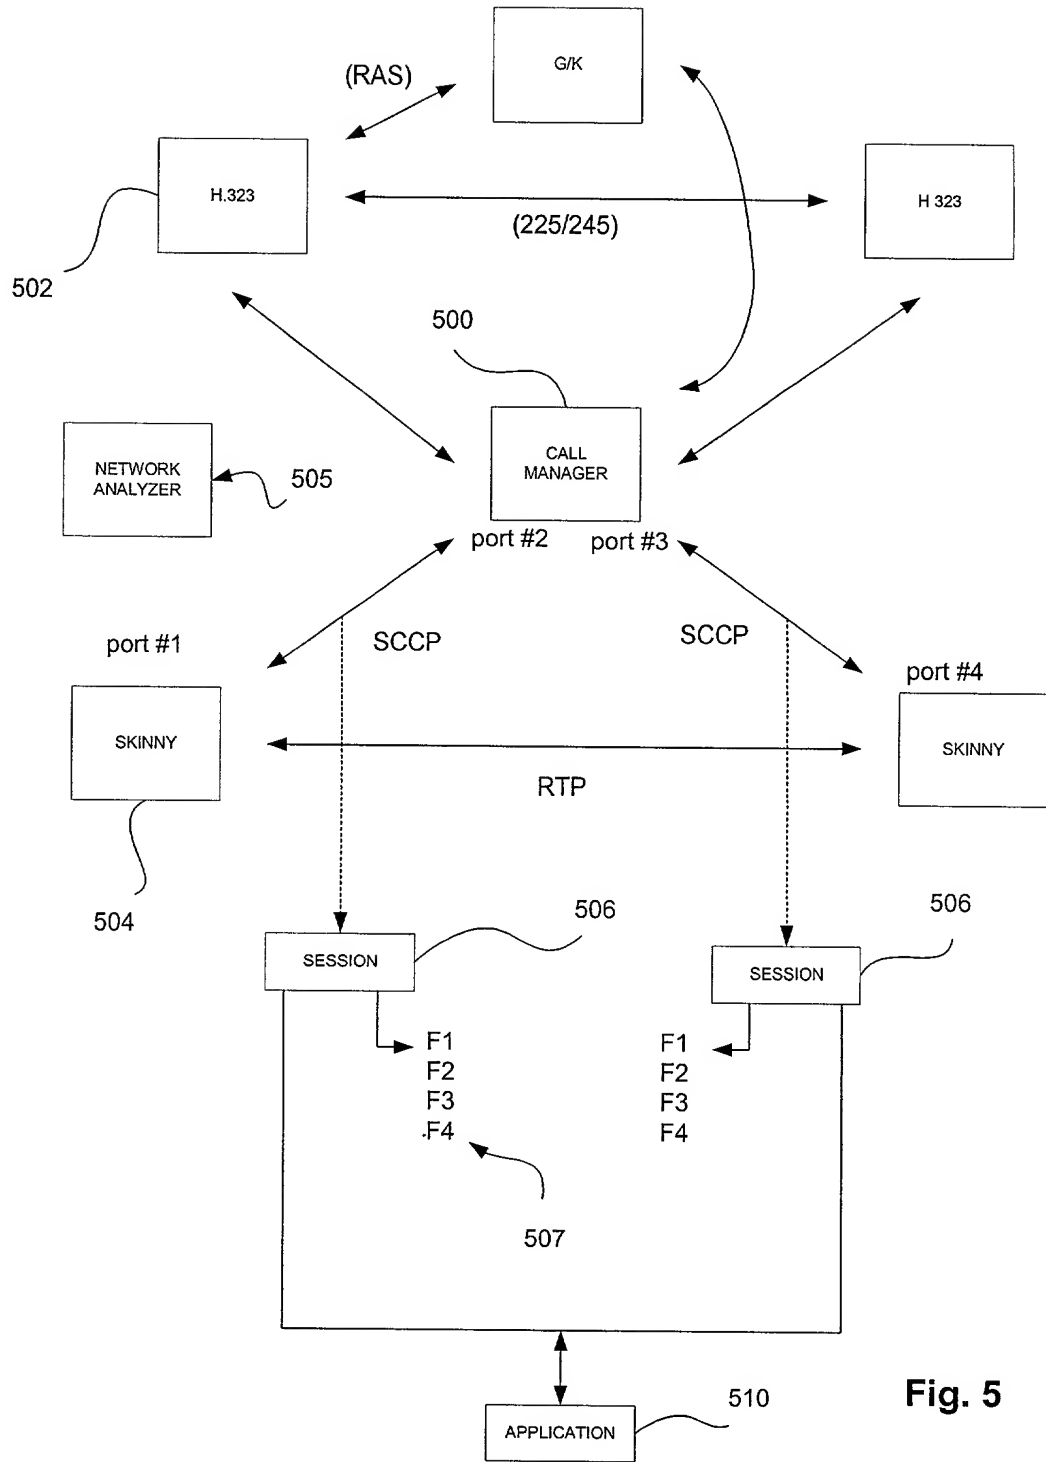 G/K
(RAS)
H.323
H 323
(225/245)
502
500
NETWORK
ANALYZER
505
CALL
MANAGER
port #2
port #3
port #1
SCCP
SCCP
port #4
SKINNY
SKINNY
RTP
504
506
506
SESSION
SESSION
F1
F2
F3
F4
F1
F2
F3
F4
507
510
APPLICATION
Fig. 5